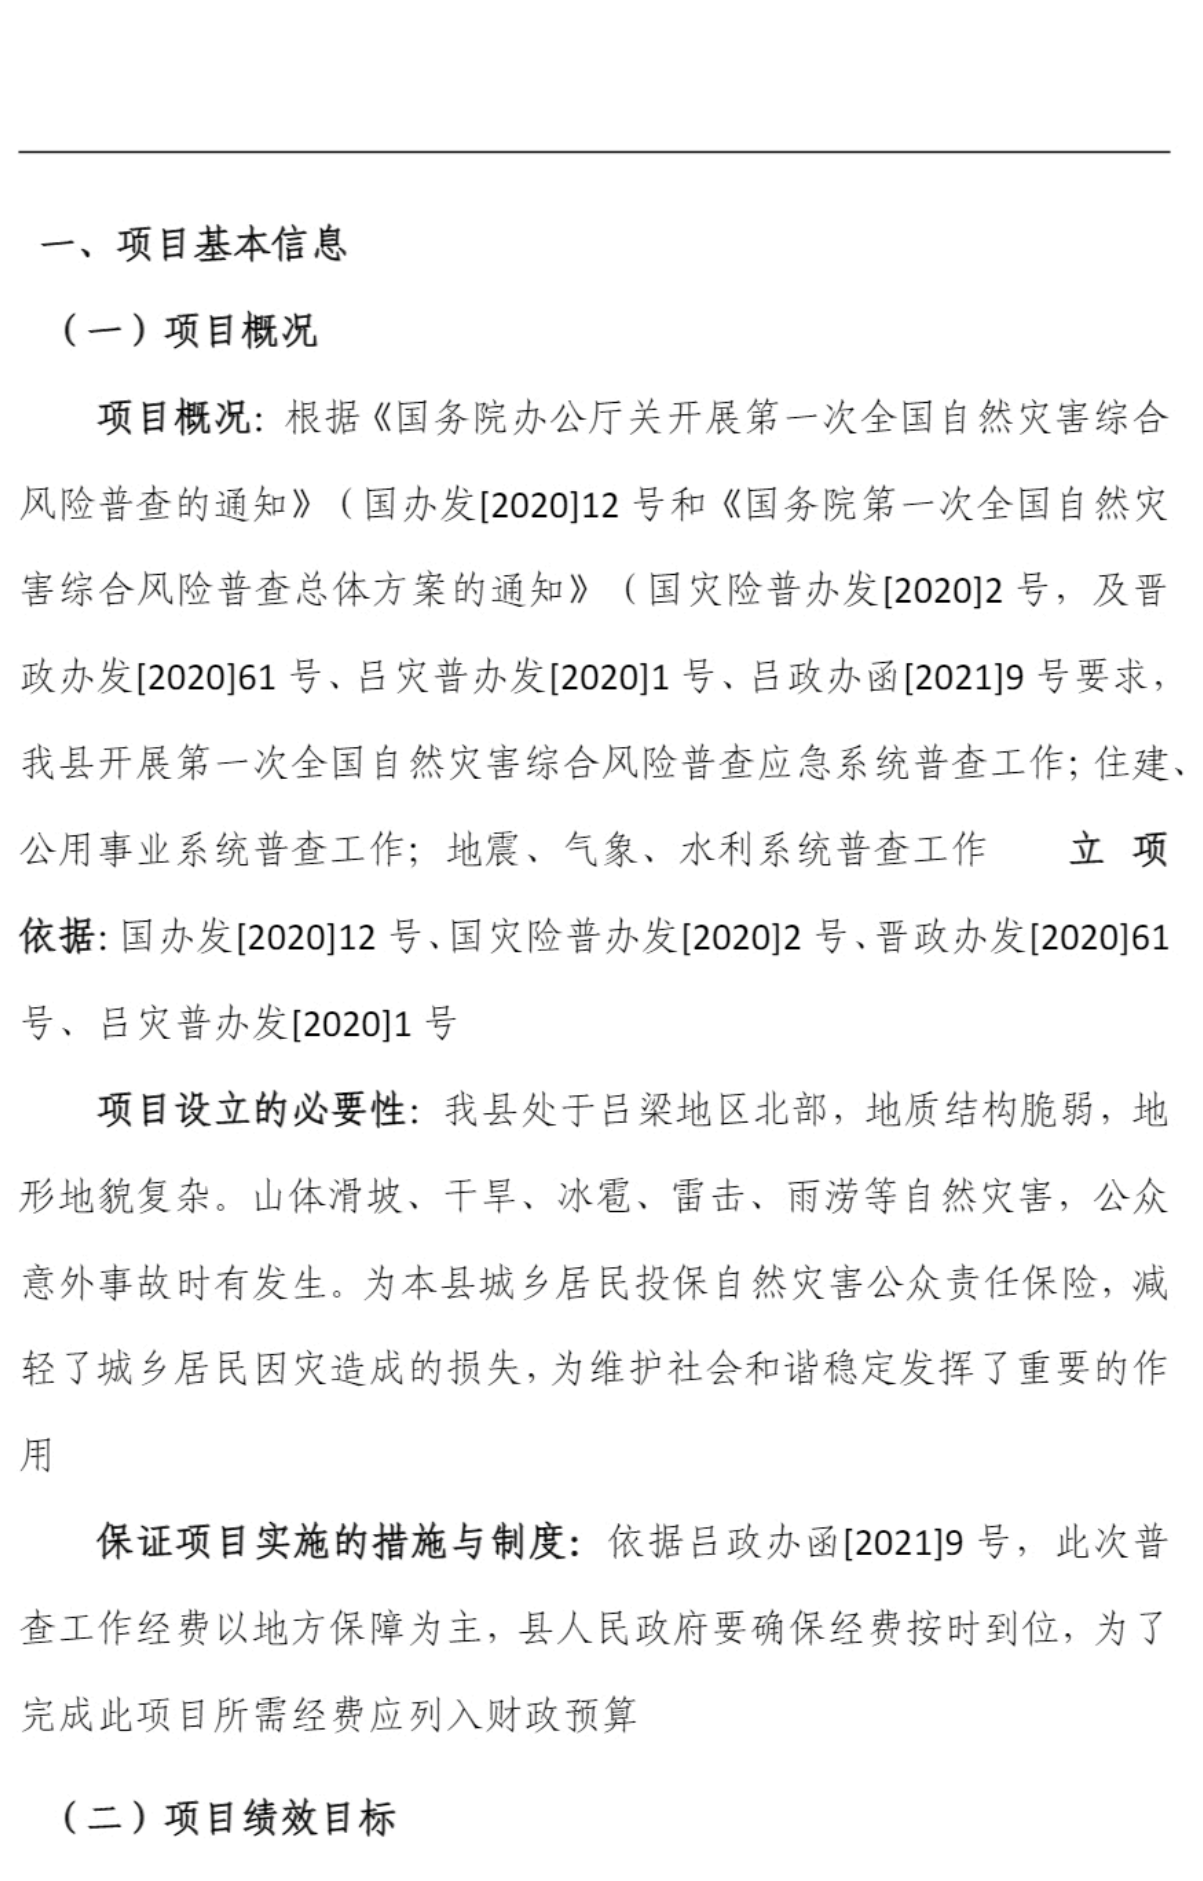 一、项目基本信息
（一）项目概况
项目概况：根据《国务院办公厅关开展第一次全国自然灾害综合
风险普查的通知》（国办发[2020]12 号和《国务院第一次全国自然灾
害综合风险普查总体方案的通知》（国灾险普办发[2020]2 号，及晋
政办发[2020]61 号、吕灾普办发[2020]1 号、吕政办函[2021]9 号要求，
我县开展第一次全国自然灾害综合风险普查应急系统普查工作；住建、
公用事业系统普查工作；地震、气象、水利系统普查工作 立 项
依据：国办发[2020]12 号、国灾险普办发[2020]2 号、晋政办发[2020]61
号、吕灾普办发[2020]1 号
项目设立的必要性：我县处于吕梁地区北部，地质结构脆弱，地
形地貌复杂。山体滑坡、干旱、冰雹、雷击、雨涝等自然灾害，公众
意外事故时有发生。为本县城乡居民投保自然灾害公众责任保险，减
轻了城乡居民因灾造成的损失，为维护社会和谐稳定发挥了重要的作
用
保证项目实施的措施与制度：依据吕政办函[2021]9 号，此次普
查工作经费以地方保障为主，县人民政府要确保经费按时到位，为了
完成此项目所需经费应列入财政预算
（二）项目绩效目标